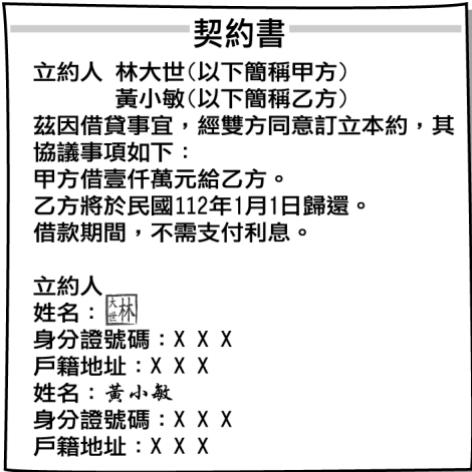 契約書
立約人 林大世(以下簡稱甲方)
黃小敏(以下簡稱乙方)
茲因借貸事宜，經雙方同意訂立本約，其
協議事項如下：
甲方借壹仟萬元給乙方。
乙方將於民國112年1月1日歸還。
借款期間，不需支付利息。
立約人
姓名：林大世
身分證號碼：X X X
戶籍地址：X X X
姓名：黃小敏
身分證號碼：X X X
戶籍地址：X X X